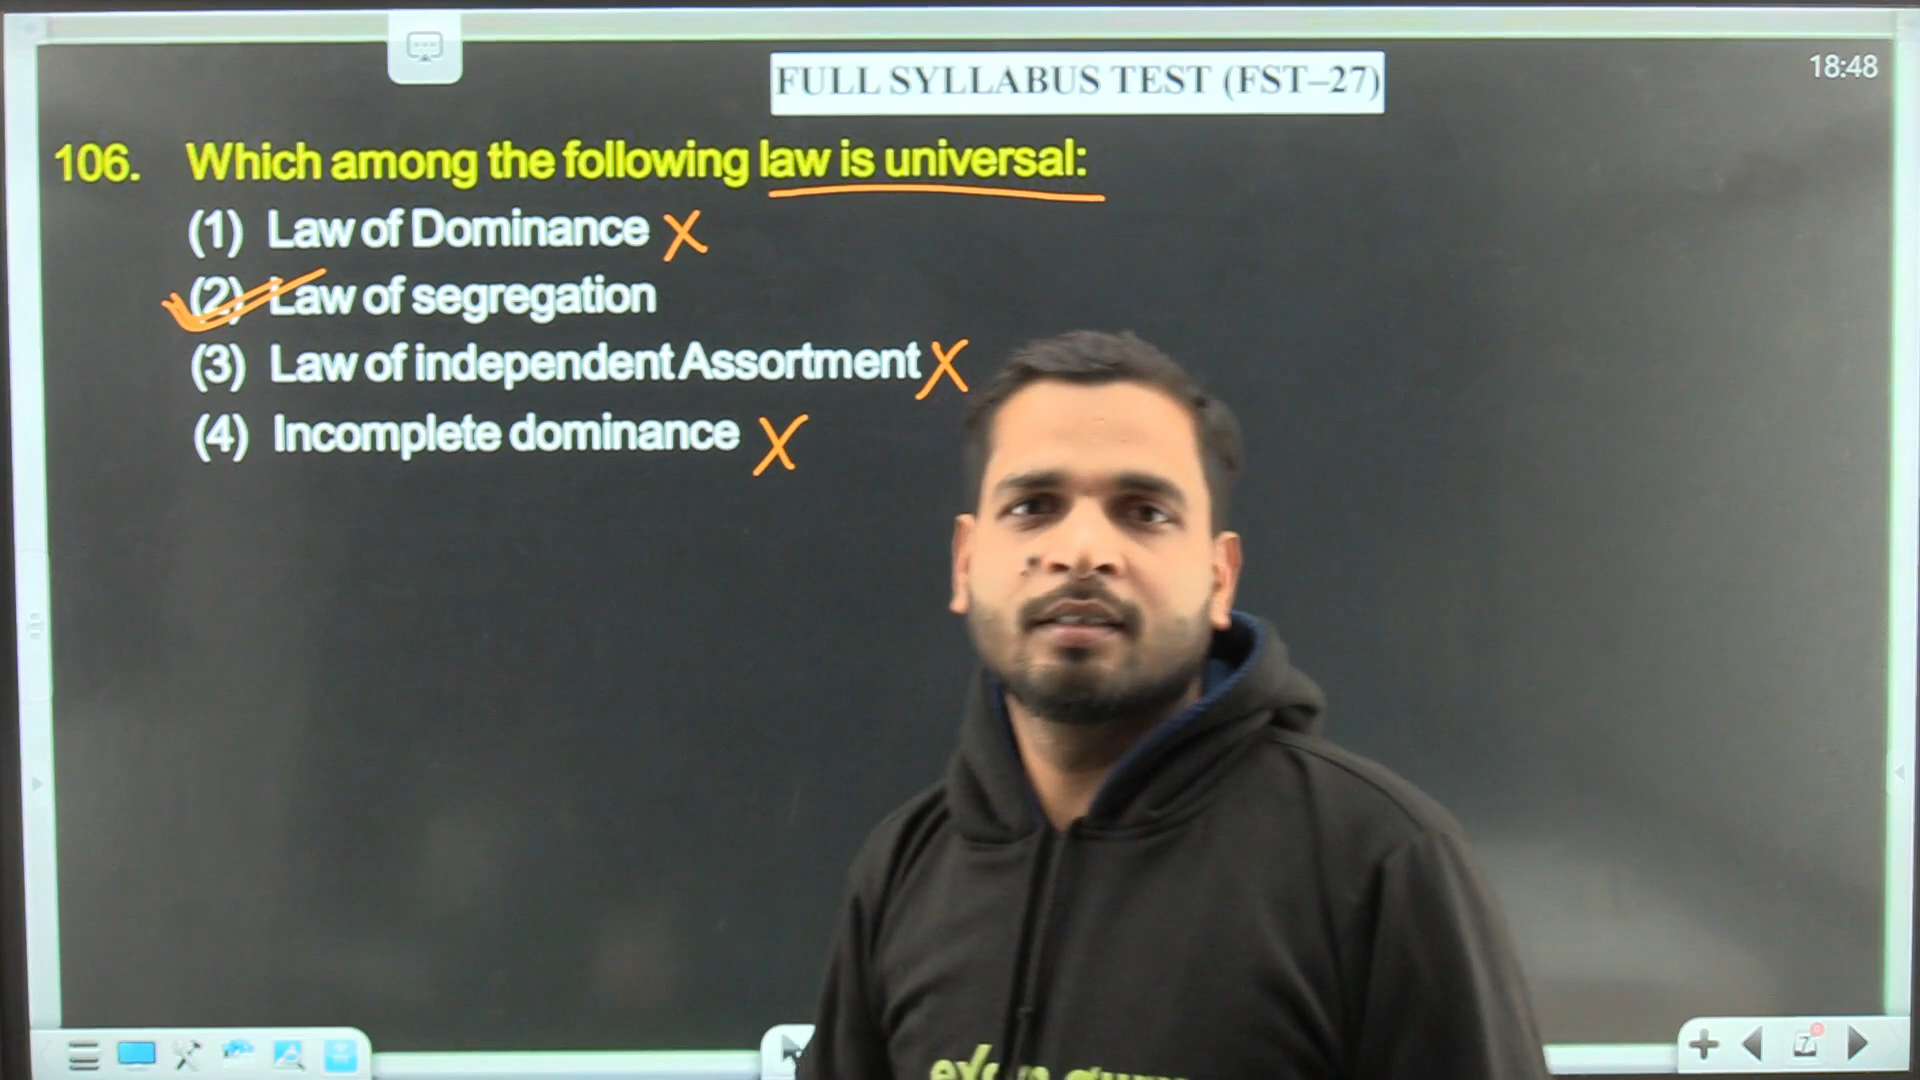 FULL SYLLABUS TEST (FST–27)
18:48
106. Which among the following law is universal:
(1) Law of Dominance X
(2) Law of segregation
(3) Law of independent Assortment X
(4) Incomplete dominance X